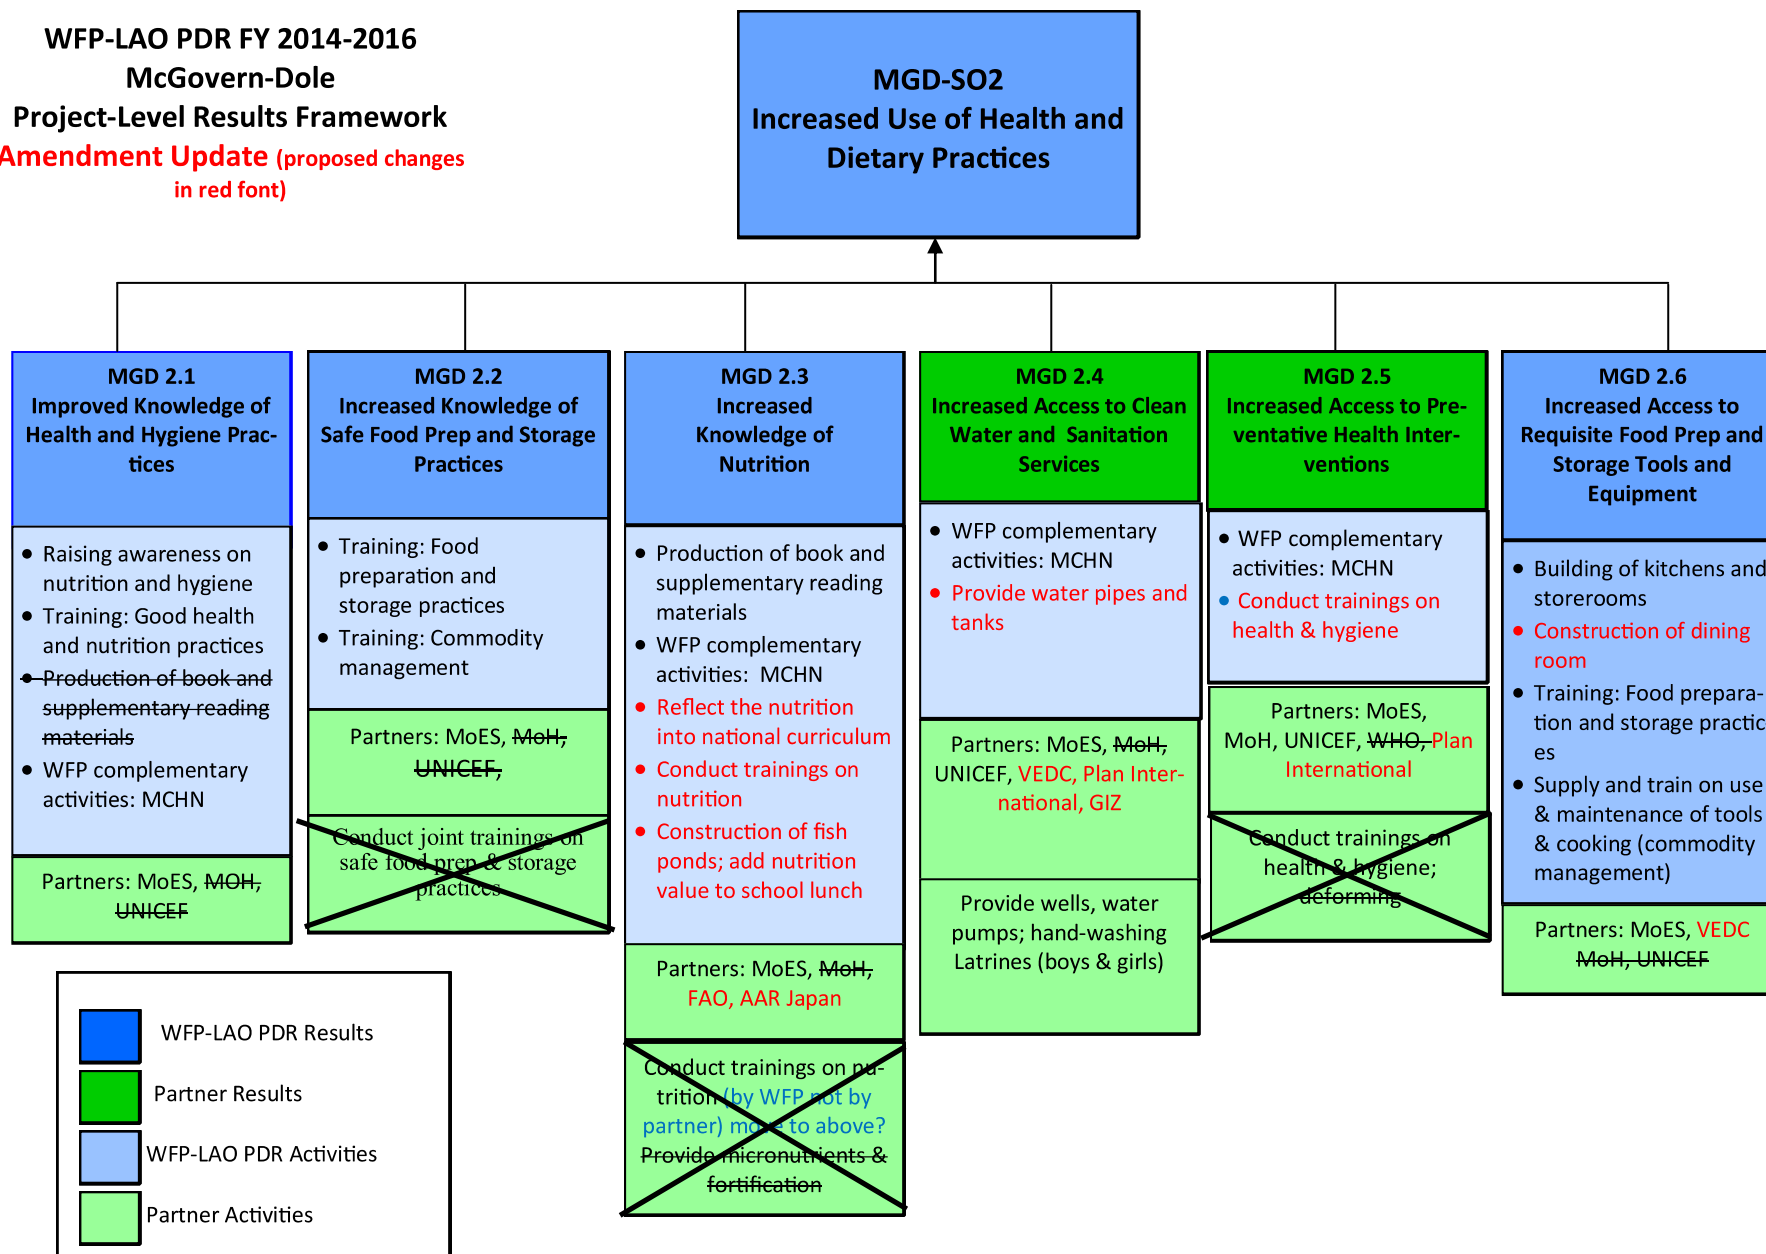 WFP-LAO PDR FY 2014-2016
McGovern-Dole
Project-Level Results Framework
Amendment Update (proposed changes
in red font)
MGD-SO2
Increased Use of Health and
Dietary Practices
MGD 2.1
Improved Knowledge of
Health and Hygiene Prac-
tices
• Raising awareness on
nutrition and hygiene
• Training: Good health
and nutrition practices
• Production of book and
supplementary reading
materials
• WFP complementary
activities: MCHN
Partners: MoES, MOH,
UNICEF
MGD 2.2
Increased Knowledge of
Safe Food Prep and Storage
Practices
• Training: Food
preparation and
storage practices
• Training: Commodity
management
Partners: MoES, MoH,
UNICEF,
Conduct joint trainings on
safe food prep & storage
practices
MGD 2.3
Increased
Knowledge of
Nutrition
• Production of book and
supplementary reading
materials
• WFP complementary
activities: MCHN
• Reflect the nutrition
into national curriculum
• Conduct trainings on
nutrition
• Construction of fish
ponds; add nutrition
value to school lunch
Partners: MoES, MoH,
FAO, AAR Japan
Conduct trainings on nu-
trition (by WFP not by
partner) move to above?
Provide micronutrients &
fortification
MGD 2.4
Increased Access to Clean
Water and Sanitation
Services
• WFP complementary
activities: MCHN
• Provide water pipes and
tanks
Partners: MoES, MoH,
UNICEF, VEDC, Plan Inter-
national, GIZ
Provide wells, water
pumps; hand-washing
Latrines (boys & girls)
MGD 2.5
Increased Access to Pre-
ventative Health Inter-
ventions
• WFP complementary
activities: MCHN
• Conduct trainings on
health & hygiene
Partners: MoES,
MoH, UNICEF, WHO, Plan
International
Conduct trainings on
health & hygiene;
deforming
MGD 2.6
Increased Access to
Requisite Food Prep and
Storage Tools and
Equipment
• Building of kitchens and
storerooms
• Construction of dining
room
• Training: Food prepara-
tion and storage practic
es
• Supply and train on use
& maintenance of tools
& cooking (commodity
management)
Partners: MoES, VEDC
MoH, UNICEF
WFP-LAO PDR Results
Partner Results
WFP-LAO PDR Activities
Partner Activities